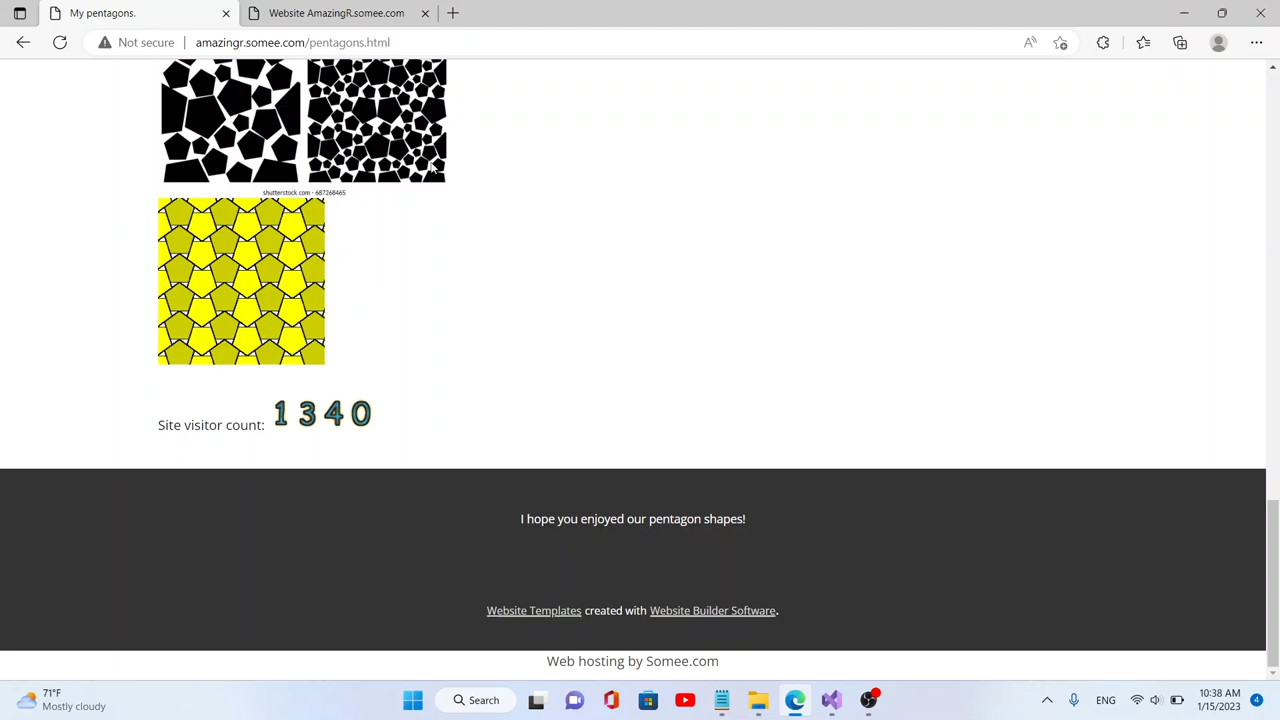 My pentagons.
Website AmazingR.somee.com
Not secure
amazingr.somee.com/pentagons.html
shutterstock.com · 687268465
Site visitor count: 1340
I hope you enjoyed our pentagon shapes!
Website Templates created with Website Builder Software.
Web hosting by Somee.com
71°F
Mostly cloudy
Search
ENG
10:38 AM
1/15/2023
4